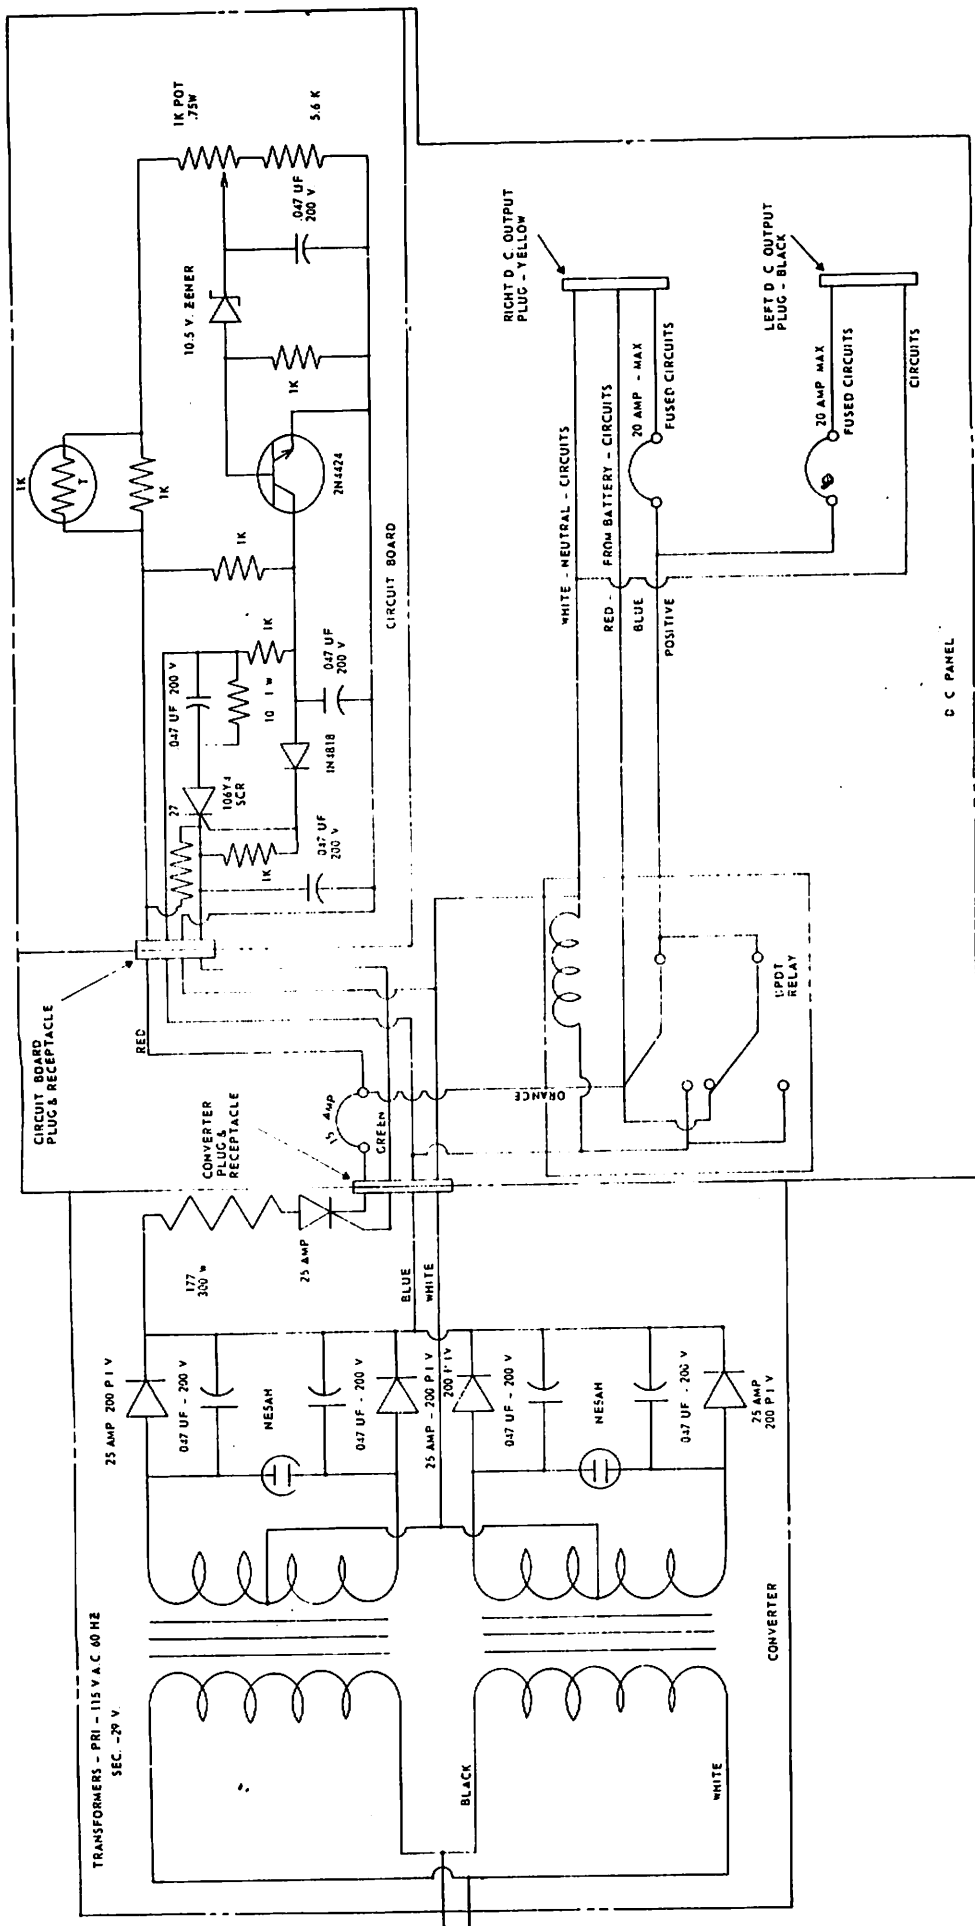 TRANSFORMERS - PRI - 115 V A.C 60 HZ
SEC. -29 V.
BLACK
WHITE
CONVERTER
25 AMP 200 P I V
.047 UF - 200 V
NE5AH
.047 UF - 200 V
25 AMP - 200 P I V
200 P I V
.047 UF - 200 V
NE5AH
.047 UF - 200 V
25 AMP
200 P I V
177
300 W
25 AMP
BLUE
WHITE
CONVERTER
PLUG &
RECEPTACLE
15 AMP
GREEN
RED
ORANGE
CIRCUIT BOARD
PLUG & RECEPTACLE
DPDT
RELAY
27
106Y4
SCR
.047 UF 200 V
10 1 W
1K
1K
1N4818
.047 UF
200 V
.047 UF
200 V
1K
1K
T
1K
2N4424
1K
10.5 V. ZENER
.047 UF
200 V
1K POT
.75W
5.6 K
CIRCUIT BOARD
WHITE - NEUTRAL - CIRCUITS
RED - FROM BATTERY - CIRCUITS
BLUE
POSITIVE
20 AMP - MAX
FUSED CIRCUITS
RIGHT D C OUTPUT
PLUG - YELLOW
20 AMP MAX
FUSED CIRCUITS
CIRCUITS
LEFT D C OUTPUT
PLUG - BLACK
D C PANEL